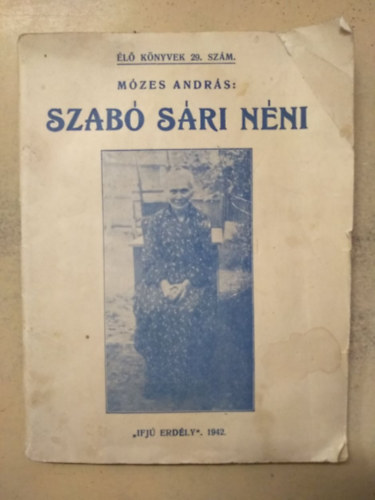 ÉLŐ KÖNYVEK 29. SZÁM.
MÓZES ANDRÁS:
SZABÓ SÁRI NÉNI
„IFJÚ ERDÉLY“, 1942.